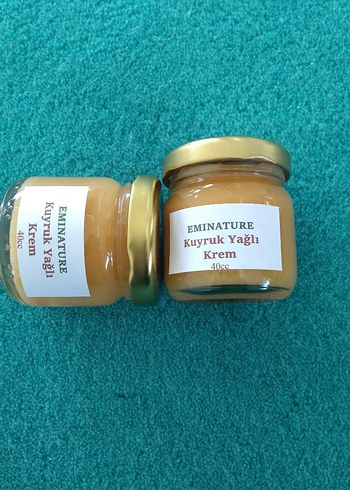 EMINATURE
Kuyruk Yağlı
Krem
40cc
EMINATURE
Kuyruk Yağlı
Krem
40cc